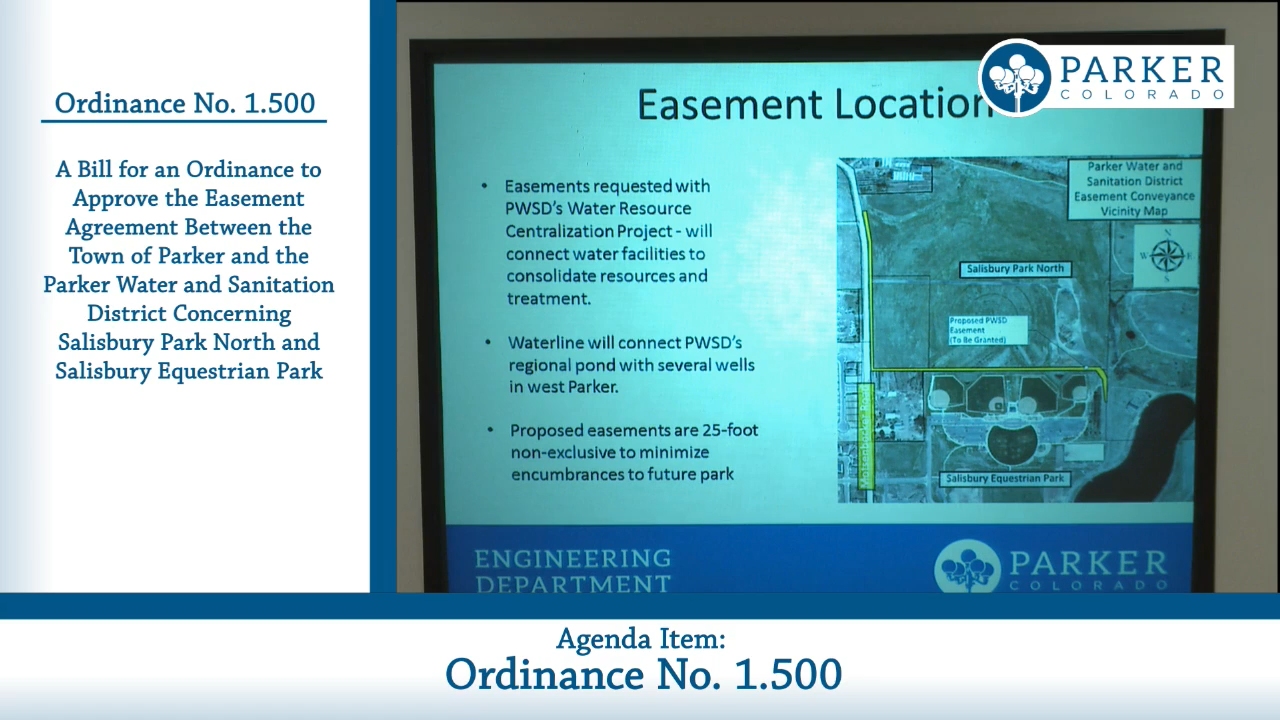 Ordinance No. 1.500
A Bill for an Ordinance to
Approve the Easement
Agreement Between the
Town of Parker and the
Parker Water and Sanitation
District Concerning
Salisbury Park North and
Salisbury Equestrian Park
PARKER
COLORADO
Easement Location
• Easements requested with
PWSD's Water Resource
Centralization Project - will
connect water facilities to
consolidate resources and
treatment.
• Waterline will connect PWSD's
regional pond with several wells
in west Parker.
• Proposed easements are 25-foot
non-exclusive to minimize
encumbrances to future park
Parker Water and
Sanitation District
Easement Conveyance
Vicinity Map
N
W E
S
Salisbury Park North
Proposed PWSD
Easement
(To Be Granted)
Salisbury Equestrian Park
ENGINEERING
DEPARTMENT
PARKER
COLORADO
Agenda Item:
Ordinance No. 1.500